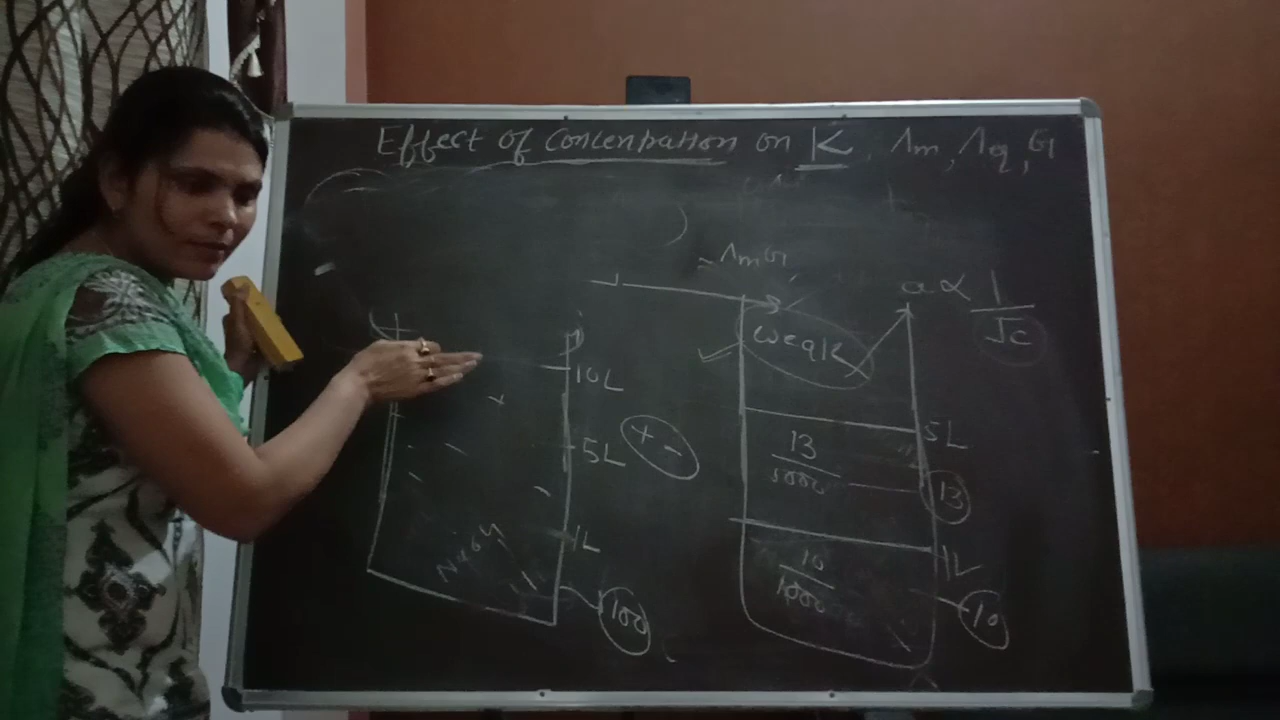 Effect of Concentration on K, Λm, Λeq, G
Λm G
α ∝ 1/√c
weak
10L
5L
+ -
5L
13/5000
13
1L
1L
10/1000
100
10